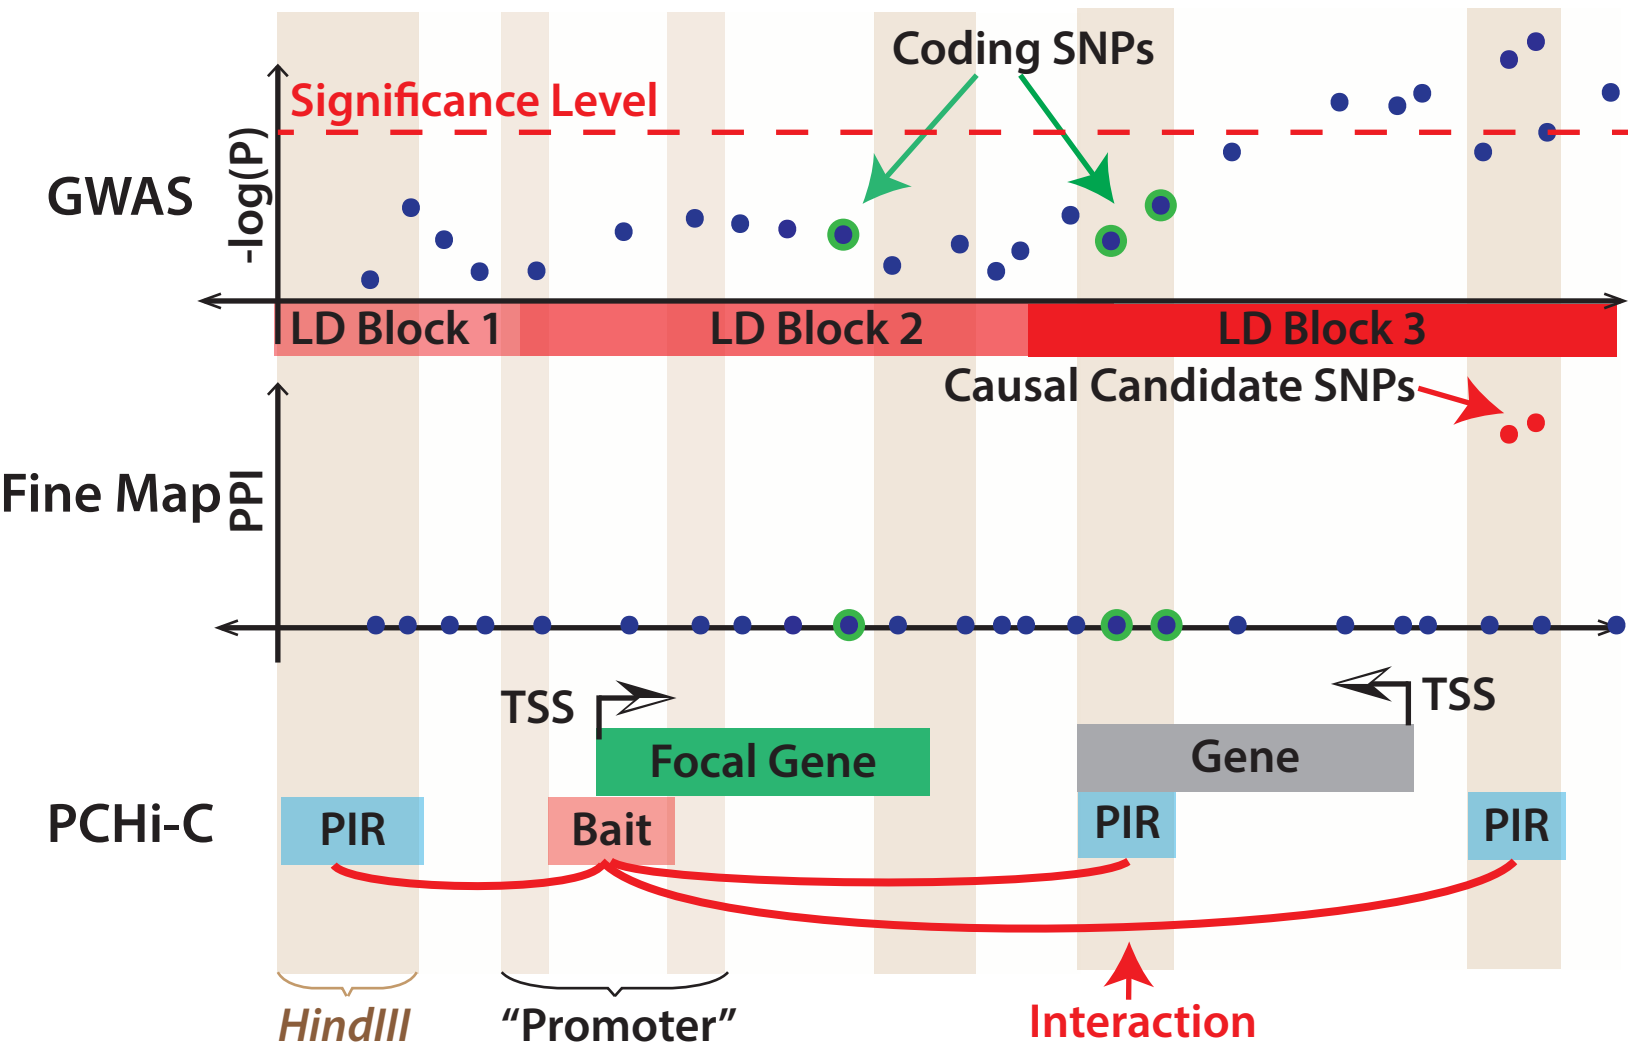 Coding SNPs
Significance Level
-log(P)
GWAS
LD Block 1
LD Block 2
LD Block 3
Causal Candidate SNPs
Fine Map
PPI
TSS
TSS
Focal Gene
Gene
PCHi-C
PIR
Bait
PIR
PIR
HindIII
“Promoter”
Interaction